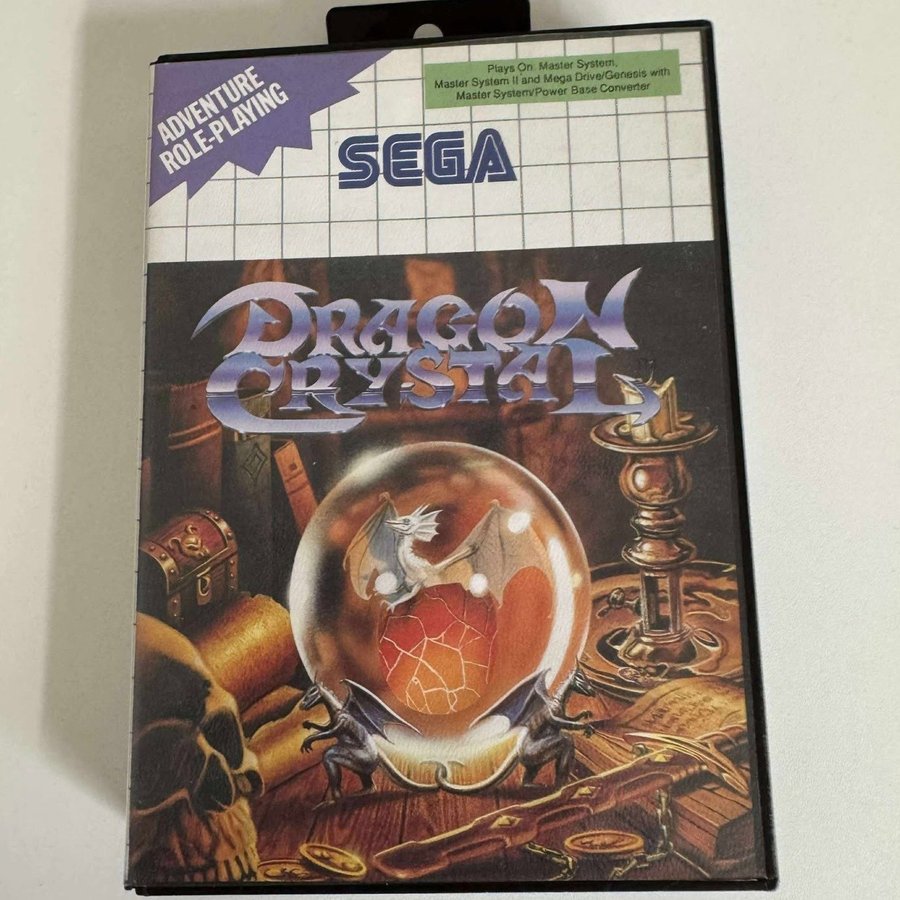 ADVENTURE
ROLE-PLAYING
Plays On Master System,
Master System II and Mega Drive/Genesis with
Master System/Power Base Converter
SEGA
DRAGON
CRYSTAL